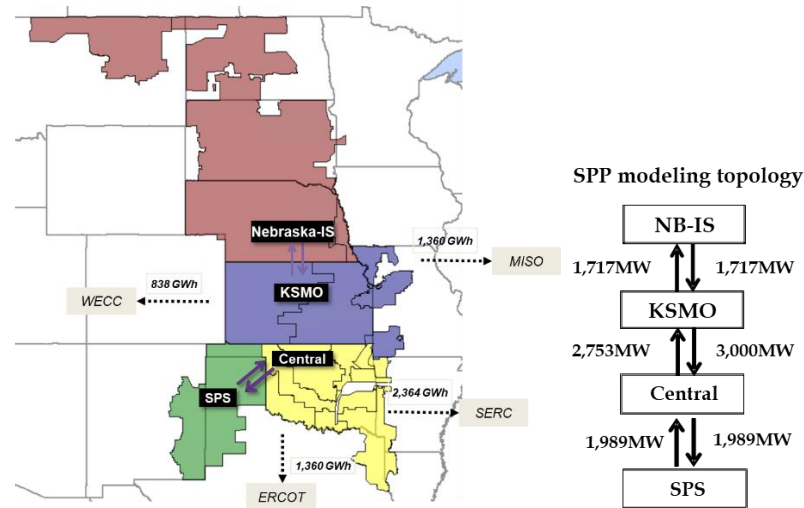 Nebraska-IS
1,360 GWh
MISO
838 GWh
WECC
KSMO
Central
SPS
2,364 GWh
SERC
1,360 GWh
ERCOT
SPP modeling topology
NB-IS
1,717MW 1,717MW
KSMO
2,753MW 3,000MW
Central
1,989MW 1,989MW
SPS